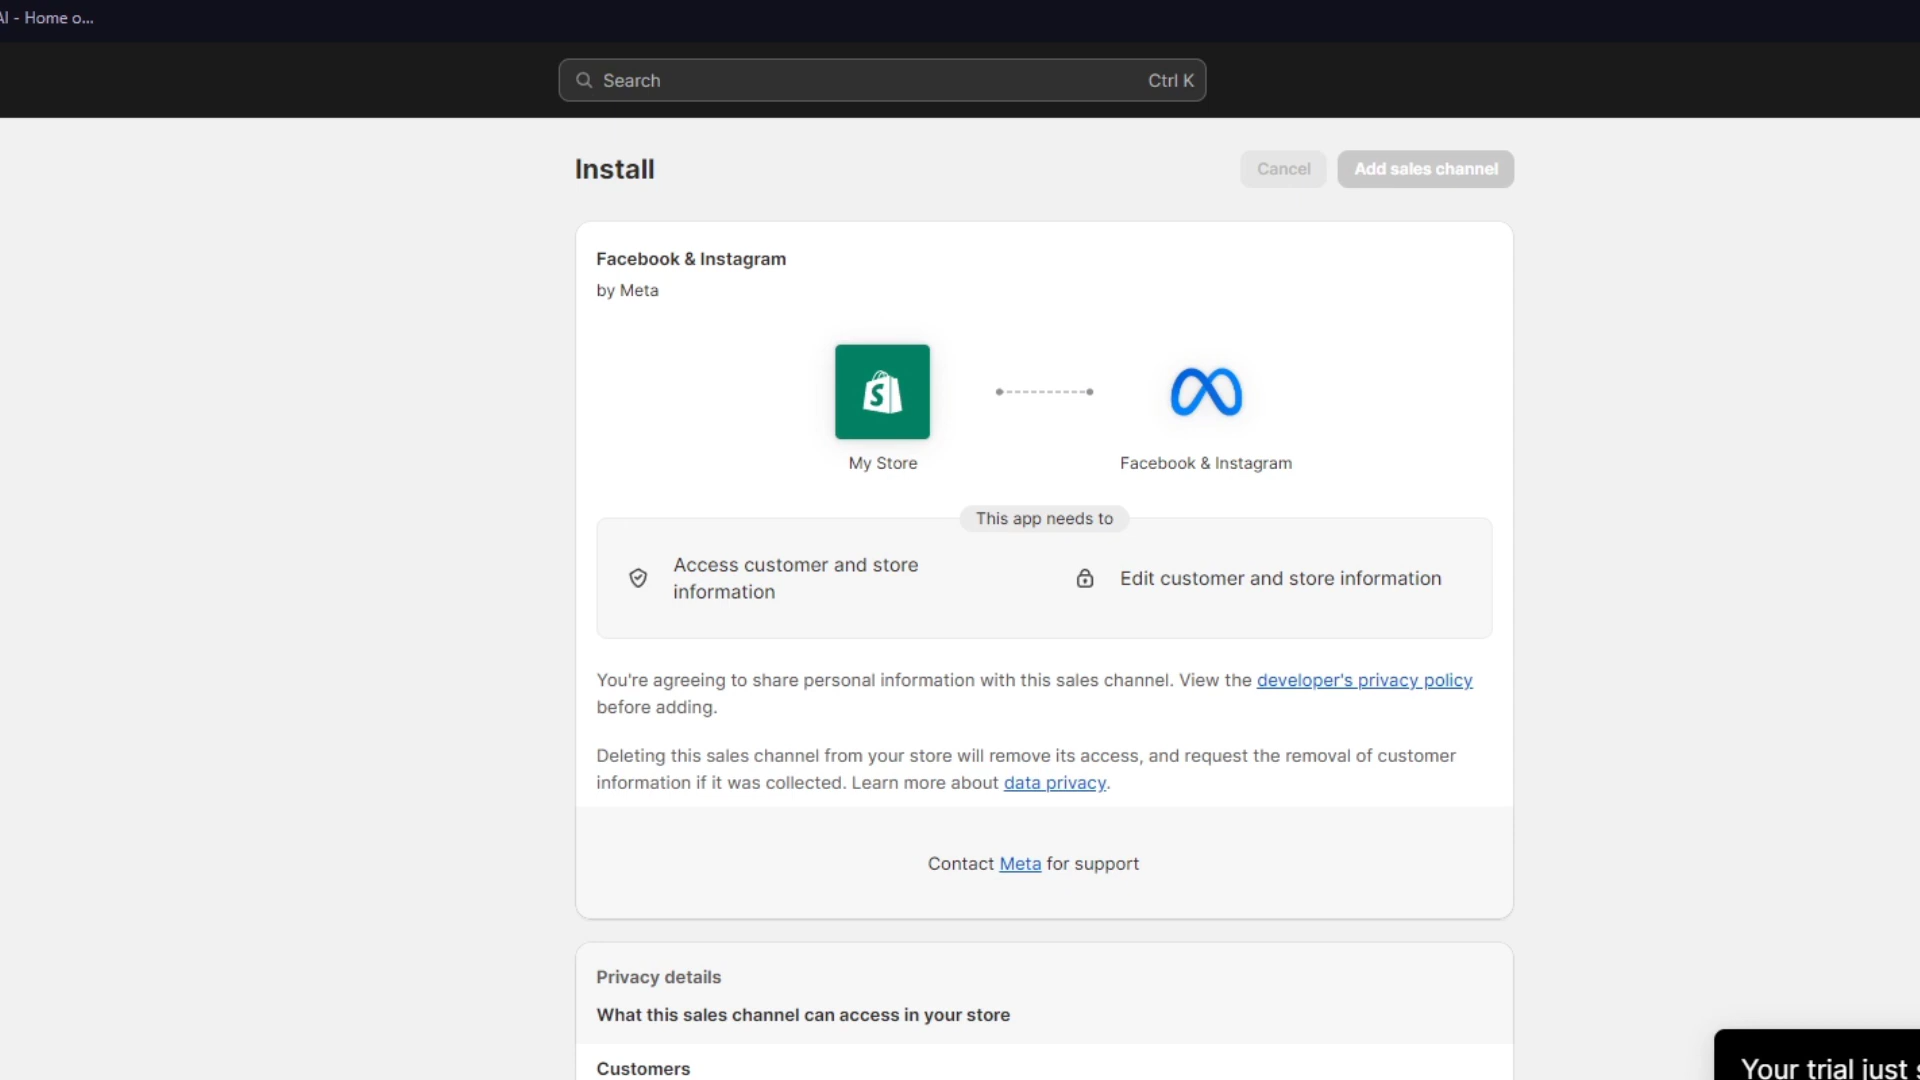 AI - Home o...
Search Ctrl K
Install
Cancel
Add sales channel
Facebook & Instagram
by Meta
My Store
Facebook & Instagram
This app needs to
Access customer and store
information
Edit customer and store information
You're agreeing to share personal information with this sales channel. View the developer's privacy policy
before adding.
Deleting this sales channel from your store will remove its access, and request the removal of customer
information if it was collected. Learn more about data privacy.
Contact Meta for support
Privacy details
What this sales channel can access in your store
Customers
Your trial just